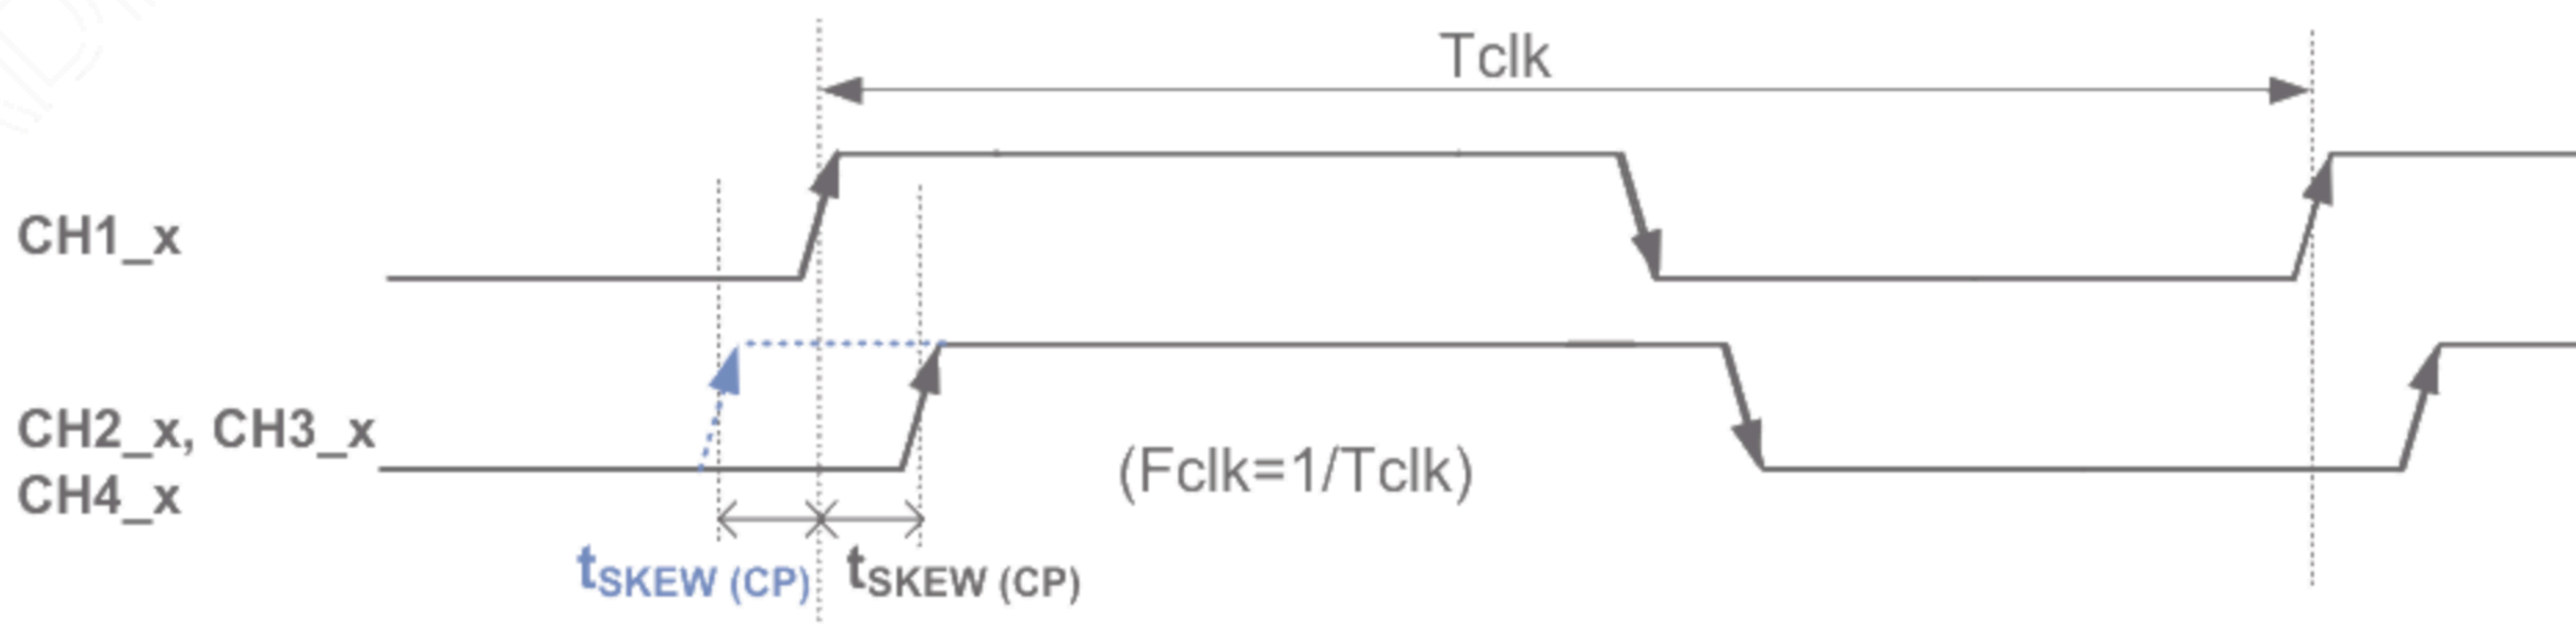 Tclk
CH1_x
CH2_x, CH3_x
CH4_x
(Fclk=1/Tclk)
tSKEW (CP) tSKEW (CP)